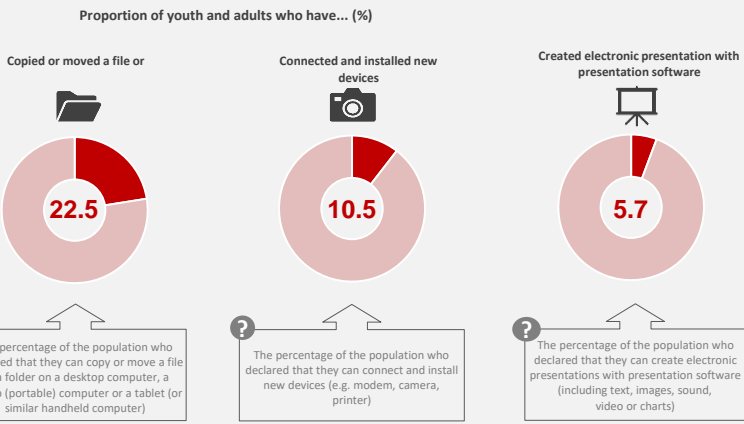 Proportion of youth and adults who have... (%)
Copied or moved a file or
Connected and installed new
devices
Created electronic presentation with
presentation software
22.5
10.5
5.7
percentage of the population who
that they can copy or move a file
folder on a desktop computer, a
(portable) computer or a tablet (or
similar handheld computer)
?
The percentage of the population who
declared that they can connect and install
new devices (e.g. modem, camera,
printer)
?
The percentage of the population who
declared that they can create electronic
presentations with presentation software
(including text, images, sound,
video or charts)